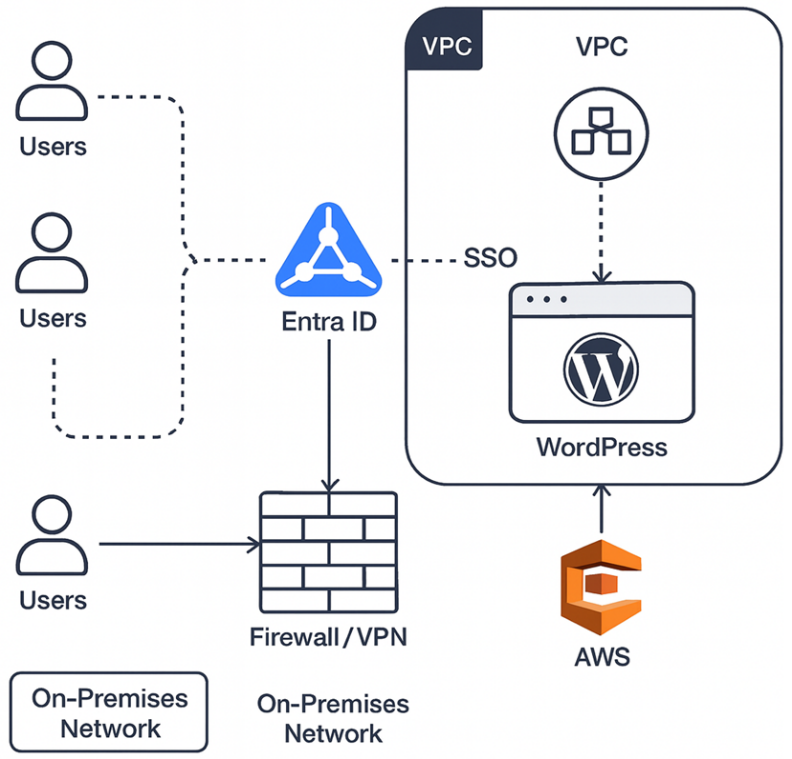 VPC
VPC
Users
Users
SSO
Entra ID
WordPress
Users
Firewall/VPN
AWS
On-Premises
Network
On-Premises
Network